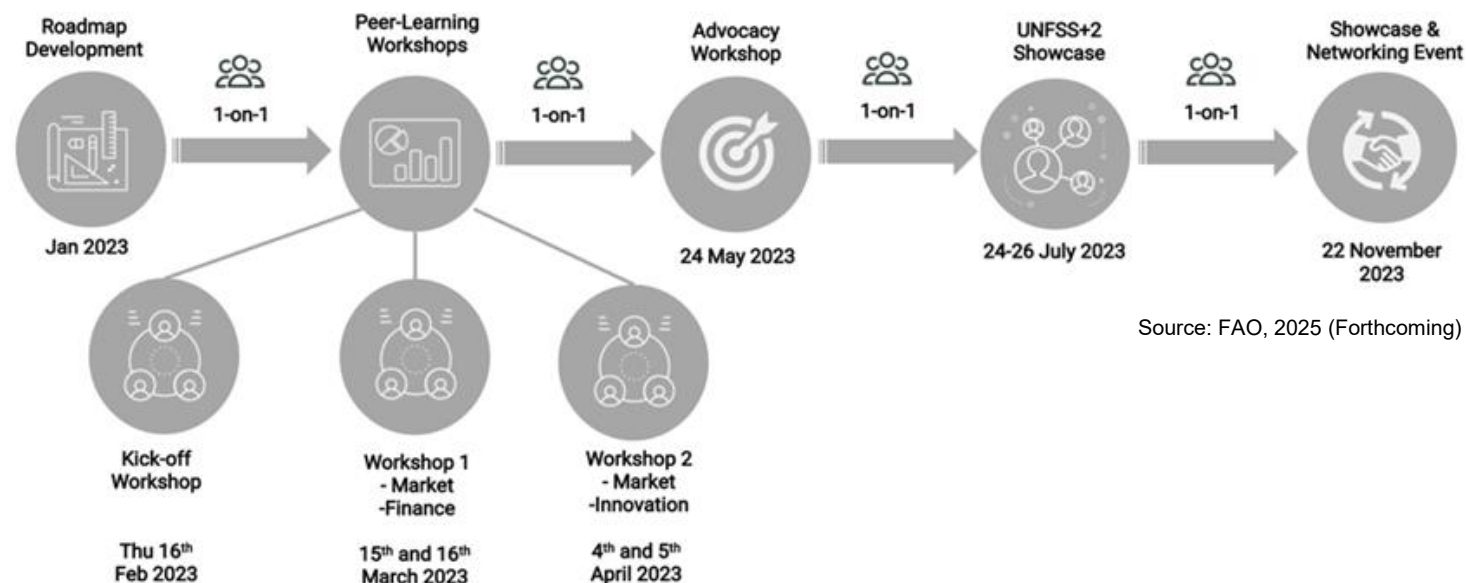 Roadmap
Development
1-on-1
Peer-Learning
Workshops
1-on-1
Advocacy
Workshop
1-on-1
UNFSS+2
Showcase
1-on-1
Showcase &
Networking Event
Jan 2023
24 May 2023
24-26 July 2023
22 November
2023
Source: FAO, 2025 (Forthcoming)
Kick-off
Workshop
Thu 16th
Feb 2023
Workshop 1
- Market
-Finance
15th and 16th
March 2023
Workshop 2
- Market
-Innovation
4th and 5th
April 2023